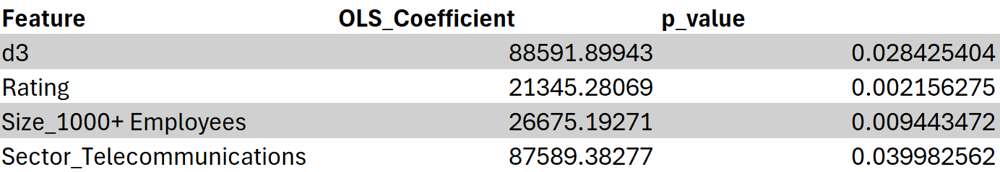 Feature OLS_Coefficient p_value
d3 88591.89943 0.028425404
Rating 21345.28069 0.002156275
Size_1000+ Employees 26675.19271 0.009443472
Sector_Telecommunications 87589.38277 0.039982562